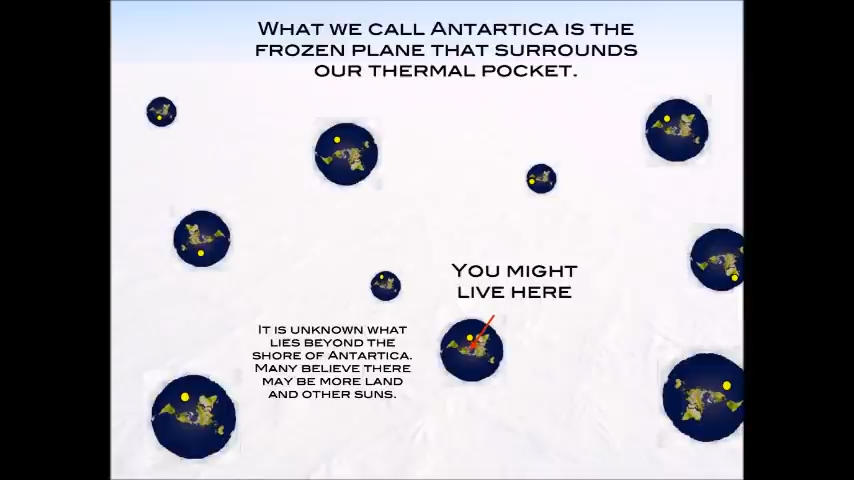 What we call Antartica is the
frozen plane that surrounds
our thermal pocket.
You might
live here
It is unknown what
lies beyond the
shore of Antartica.
Many believe there
may be more land
and other suns.